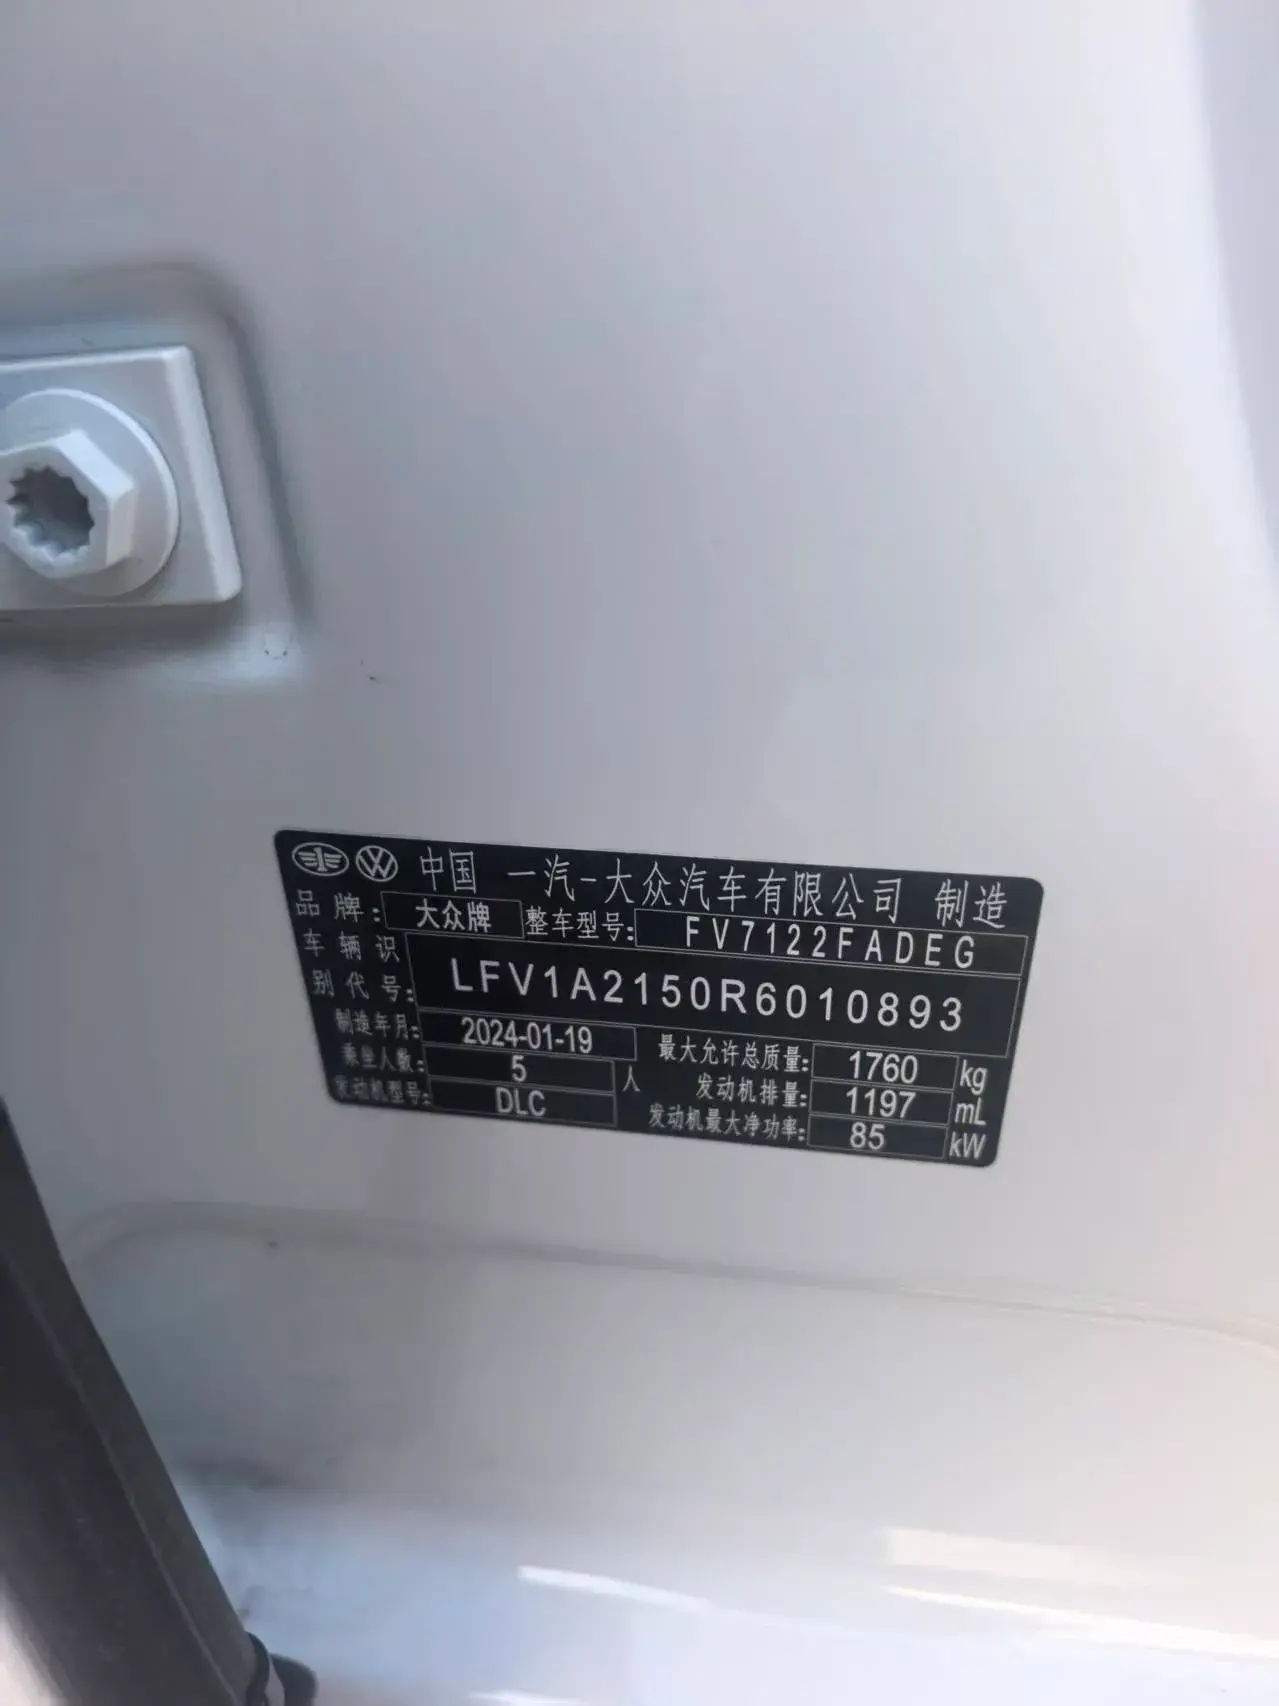 中国 一汽-大众汽车有限公司 制造
品牌: 大众牌 整车型号: FV7122FADEG
车辆识别代号: LFV1A2150R6010893
制造年月: 2024-01-19 最大允许总质量: 1760 kg
乘坐人数: 5 人 发动机排量: 1197 mL
发动机型号: DLC 发动机最大净功率: 85 kW